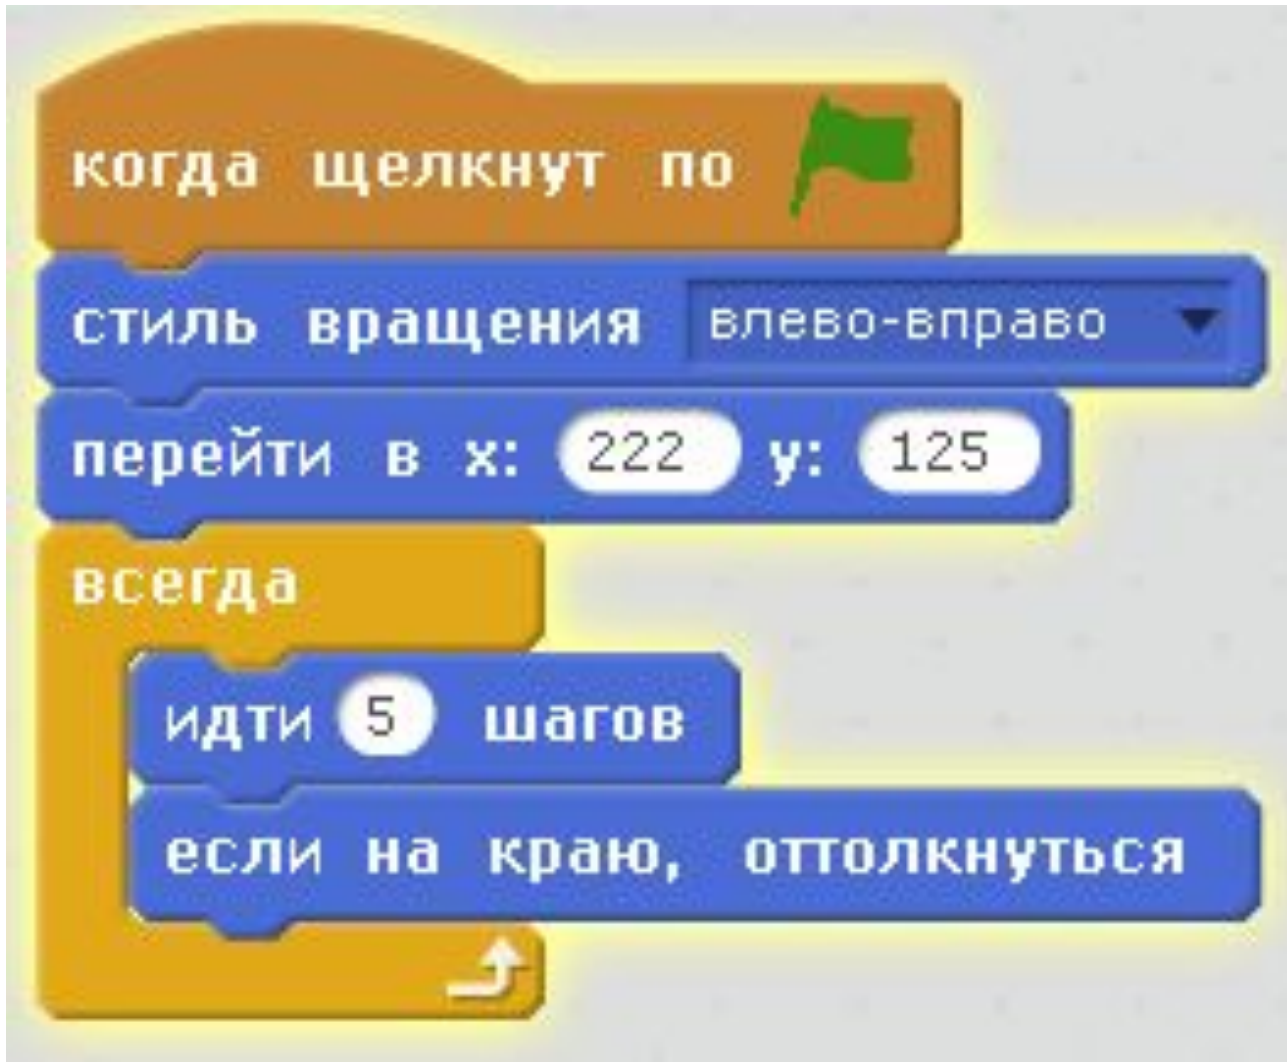 когда щелкнут по
стиль вращения влево-вправо
перейти в x: 222 y: 125
всегда
идти 5 шагов
если на краю, оттолкнуться